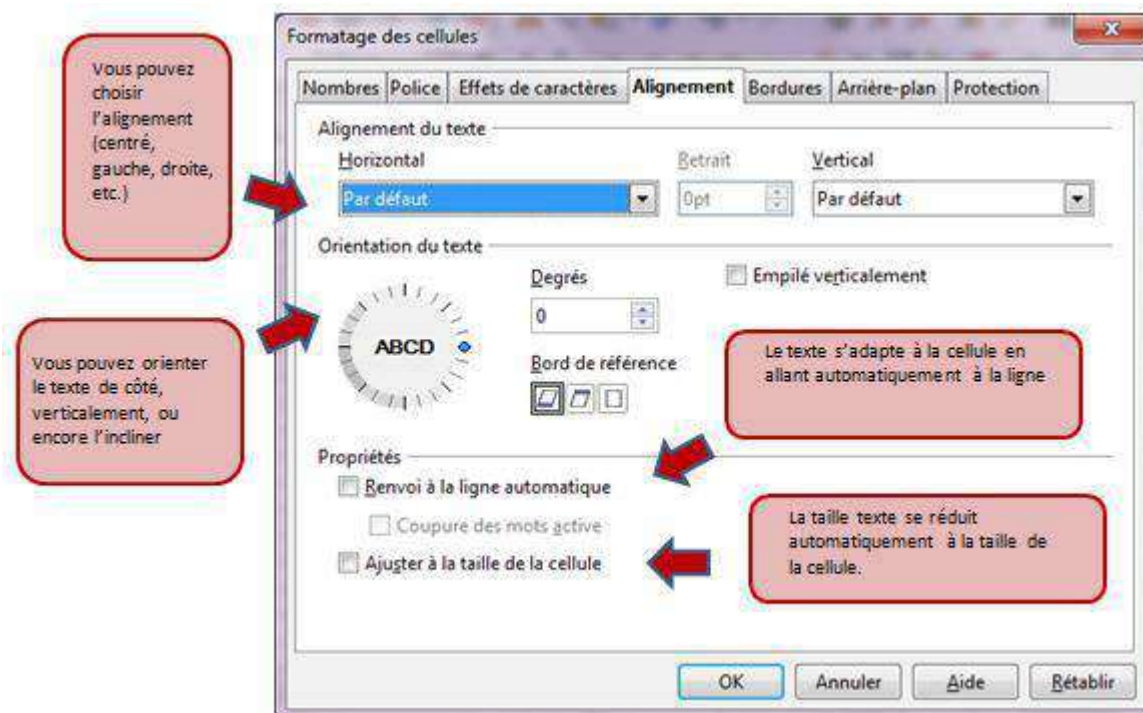 Formatage des cellules
Vous pouvez
choisir
l'alignement
(centré,
gauche, droite,
etc.)
Nombres Police Effets de caractères Alignement Bordures Arrière-plan Protection
Alignement du texte
Horizontal Retrait Vertical
Par défaut 0pt Par défaut
Orientation du texte
Degrés Empilé verticalement
0
ABCD
Bord de référence
Vous pouvez orienter
le texte de côté,
verticalement, ou
encore l'incliner
Le texte s'adapte à la cellule en
allant automatiquement à la ligne
Propriétés
Renvoi à la ligne automatique
Coupure des mots active
Ajuster à la taille de la cellule
La taille texte se réduit
automatiquement à la taille de
la cellule.
OK Annuler Aide Rétablir